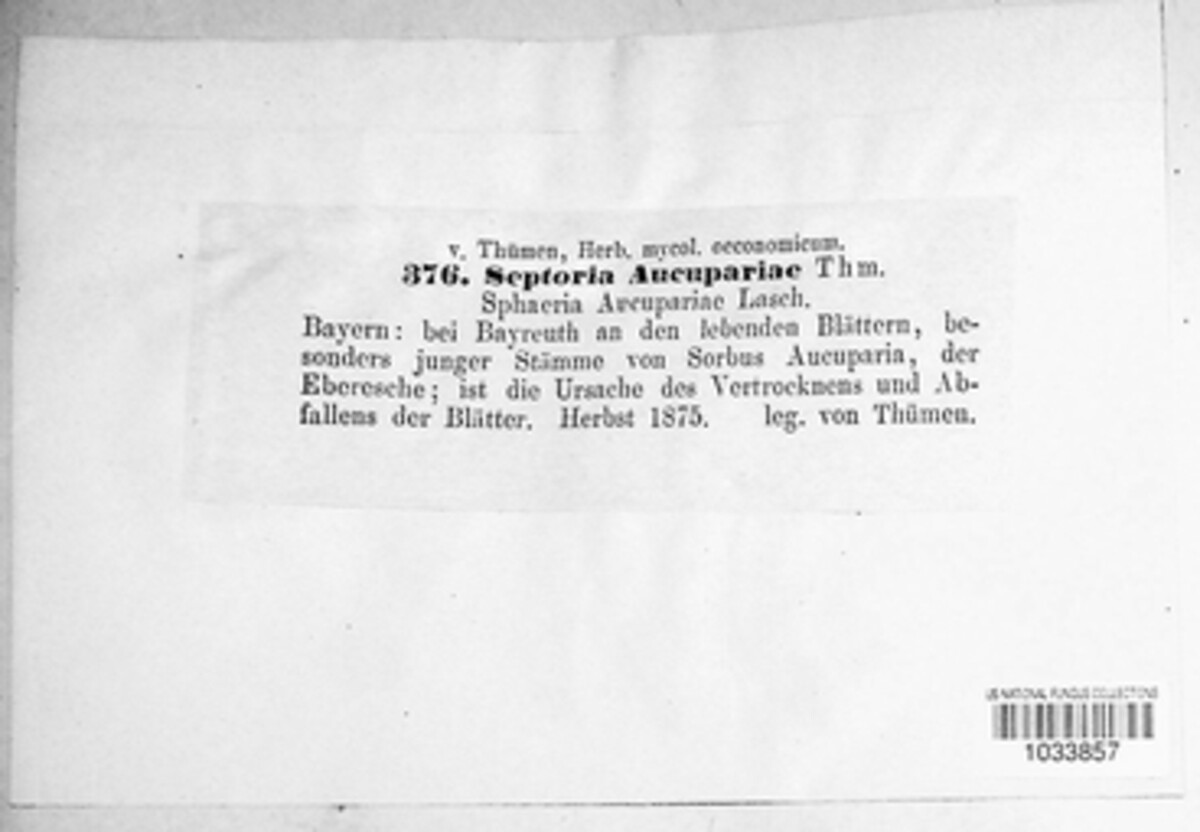 v. Thümen, Herb. mycol. oeconomicum.
376. Septoria Aucupariae Thm.
Sphaeria Aucupariae Lasch.
Bayern: bei Bayreuth an den lebenden Blättern, be-
sonders junger Stämme von Sorbus Aucuparia, der
Eberesche; ist die Ursache des Vertrocknens und Ab-
fallens der Blätter. Herbst 1875. leg. von Thümen.
US NATIONAL FUNGUS COLLECTIONS
1033857